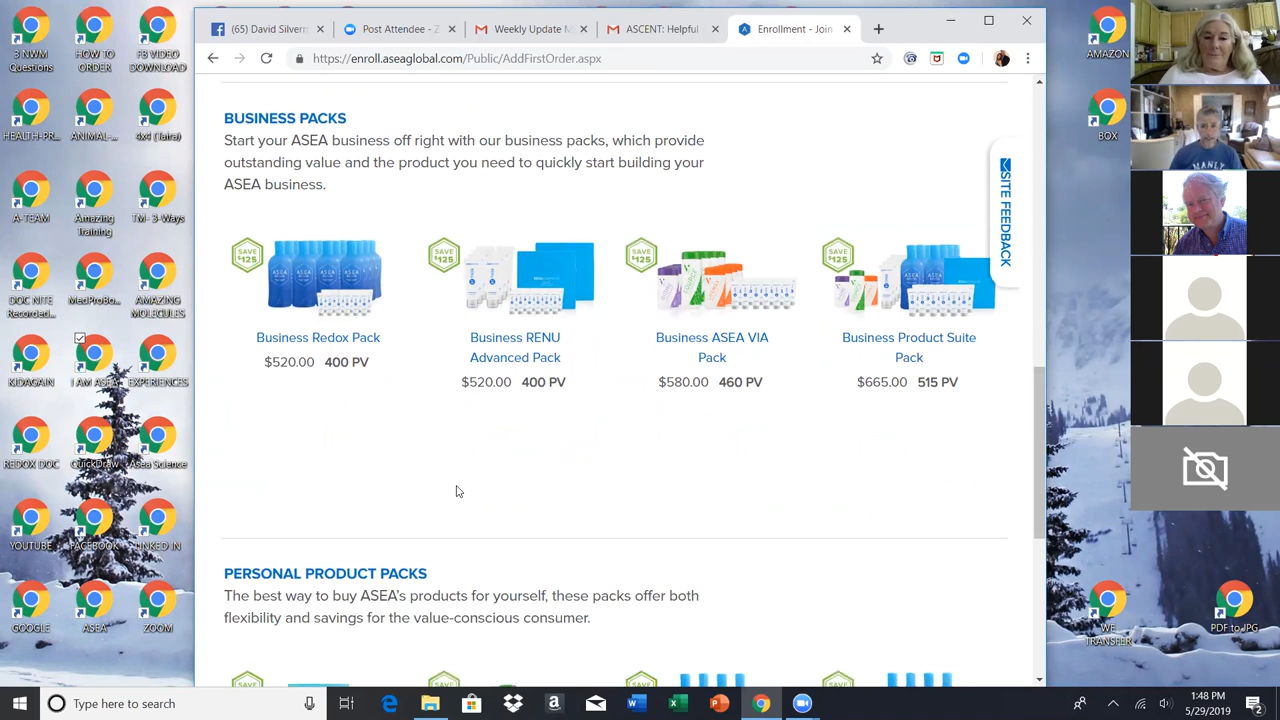 (65) David Silverm
Post Attendee - Z
Weekly Update M
ASCENT: Helpful
Enrollment - Join
https://enroll.aseaglobal.com/Public/AddFirstOrder.aspx
3 NWM Questions
HOW TO ORDER
FB VIDEO DOWNLOAD
HEALTH-PR...
ANIMAL-...
4x4 (Taira)
A-TEAM
Amazing Training
TM- 3-Ways
DOC NITE Recorded...
MedProBo...
AMAZING MOLECULES
KIDAGAIN
I AM ASEA
EXPERIENCES
REDOX DOC
QuickDraw
Asea Science
YOUTUBE
FACEBOOK
LINKED IN
GOOGLE
ASEA
ZOOM
BUSINESS PACKS
Start your ASEA business off right with our business packs, which provide
outstanding value and the product you need to quickly start building your
ASEA business.
SAVE $125
SAVE $125
SAVE $125
SAVE $125
Business Redox Pack
$520.00 400 PV
Business RENU
Advanced Pack
$520.00 400 PV
Business ASEA VIA
Pack
$580.00 460 PV
Business Product Suite
Pack
$665.00 515 PV
SITE FEEDBACK
PERSONAL PRODUCT PACKS
The best way to buy ASEA's products for yourself, these packs offer both
flexibility and savings for the value-conscious consumer.
SAVE
SAVE
SAVE
SAVE
AMAZON
BOX
MANLY
WE TRANSFER
PDF to JPG
Type here to search
1:48 PM
5/29/2019
2